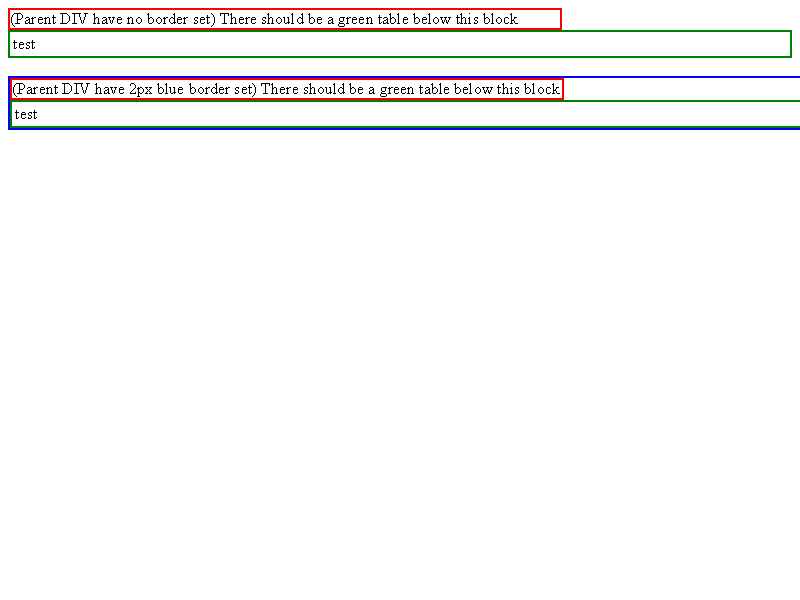 (Parent DIV have no border set) There should be a green table below this block
test
(Parent DIV have 2px blue border set) There should be a green table below this block
test